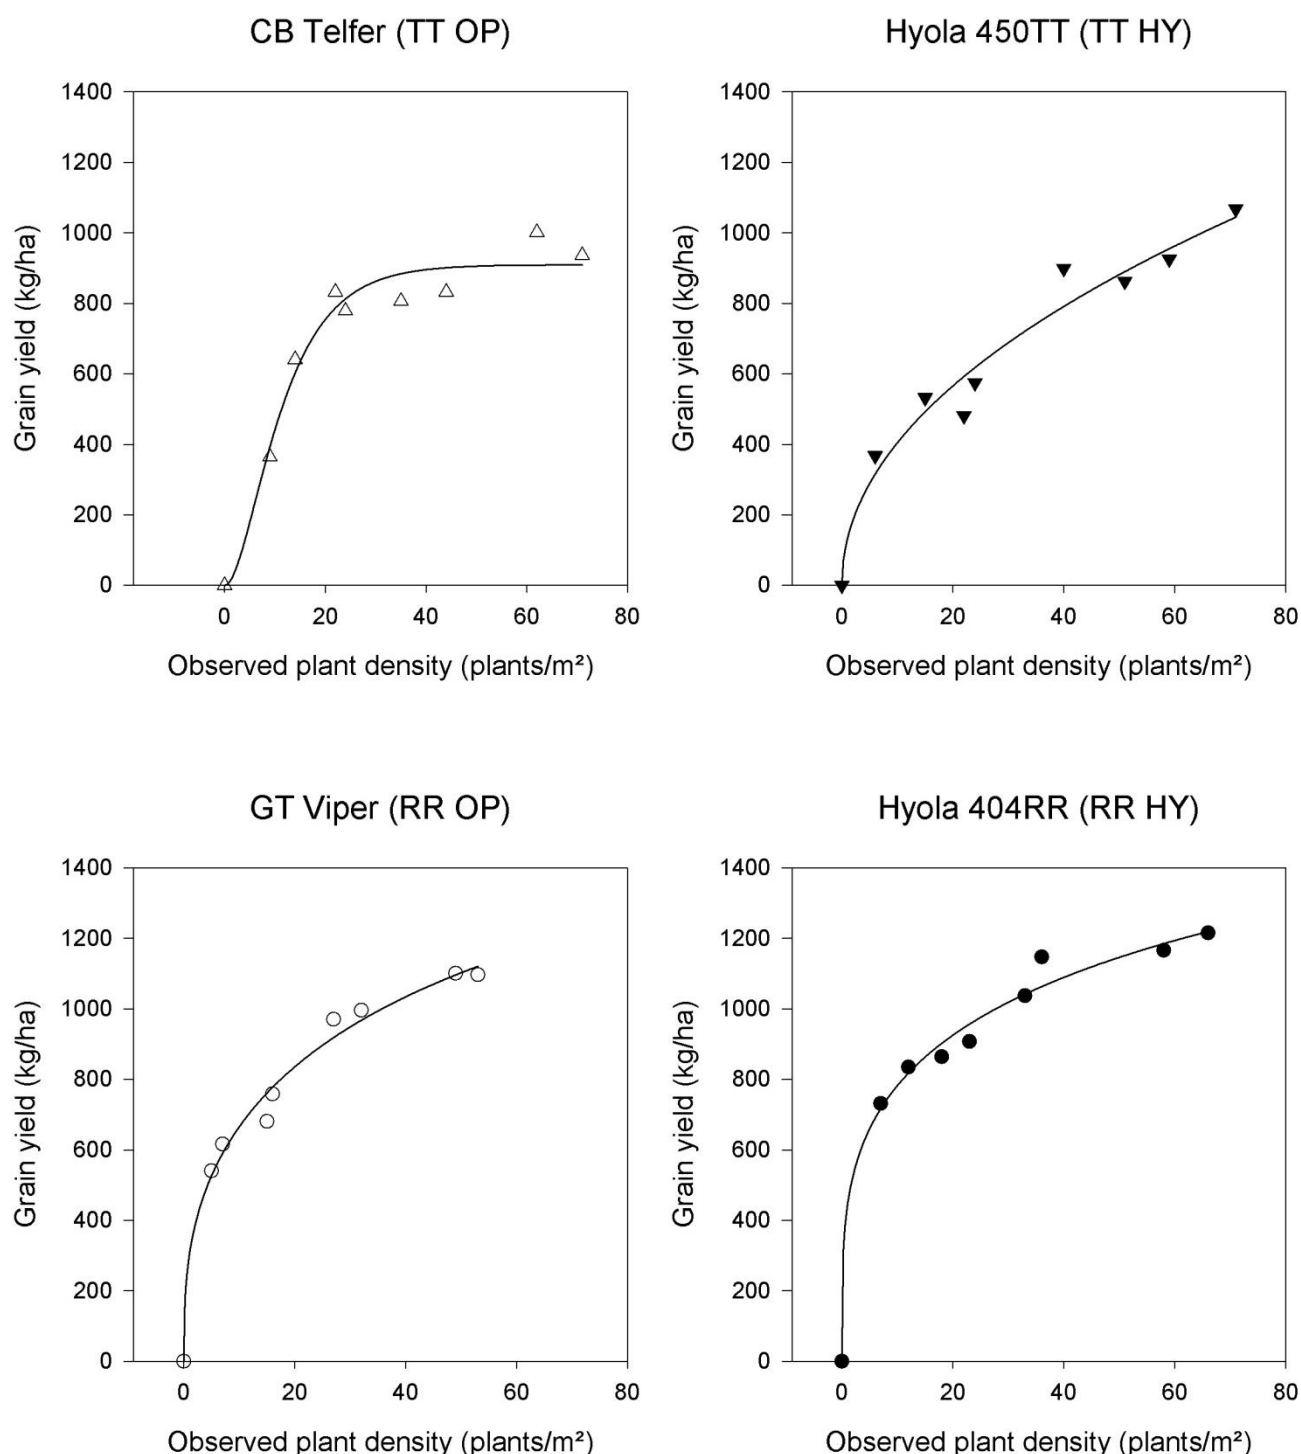 CB Telfer (TT OP)
Grain yield (kg/ha)
1400
1200
1000
800
600
400
200
0
0 20 40 60 80
Observed plant density (plants/m²)
Hyola 450TT (TT HY)
Grain yield (kg/ha)
1400
1200
1000
800
600
400
200
0
0 20 40 60 80
Observed plant density (plants/m²)
GT Viper (RR OP)
Grain yield (kg/ha)
1400
1200
1000
800
600
400
200
0
0 20 40 60 80
Observed plant density (plants/m²)
Hyola 404RR (RR HY)
Grain yield (kg/ha)
1400
1200
1000
800
600
400
200
0
0 20 40 60 80
Observed plant density (plants/m²)